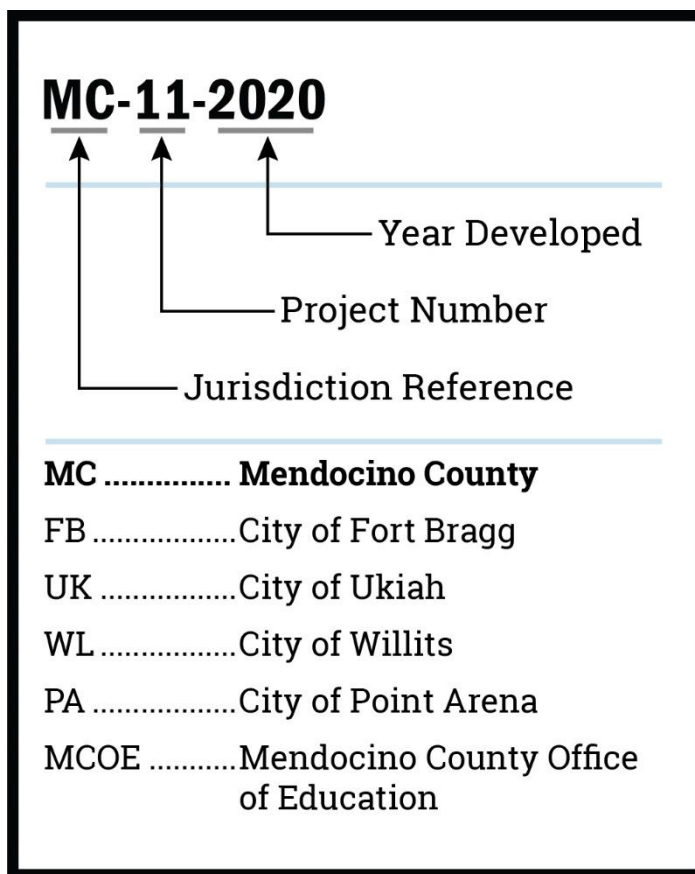 MC-11-2020
Year Developed
Project Number
Jurisdiction Reference
MC ............... Mendocino County
FB .................. City of Fort Bragg
UK ................. City of Ukiah
WL ................. City of Willits
PA .................. City of Point Arena
MCOE ........... Mendocino County Office
of Education